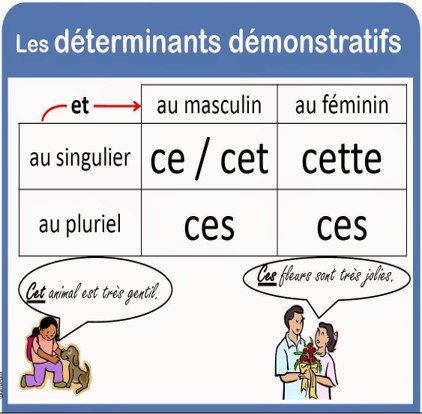 Les déterminants démonstratifs
et au masculin au féminin
au singulier ce / cet cette
au pluriel ces ces
Cet animal est très gentil.
Ces fleurs sont très jolies.